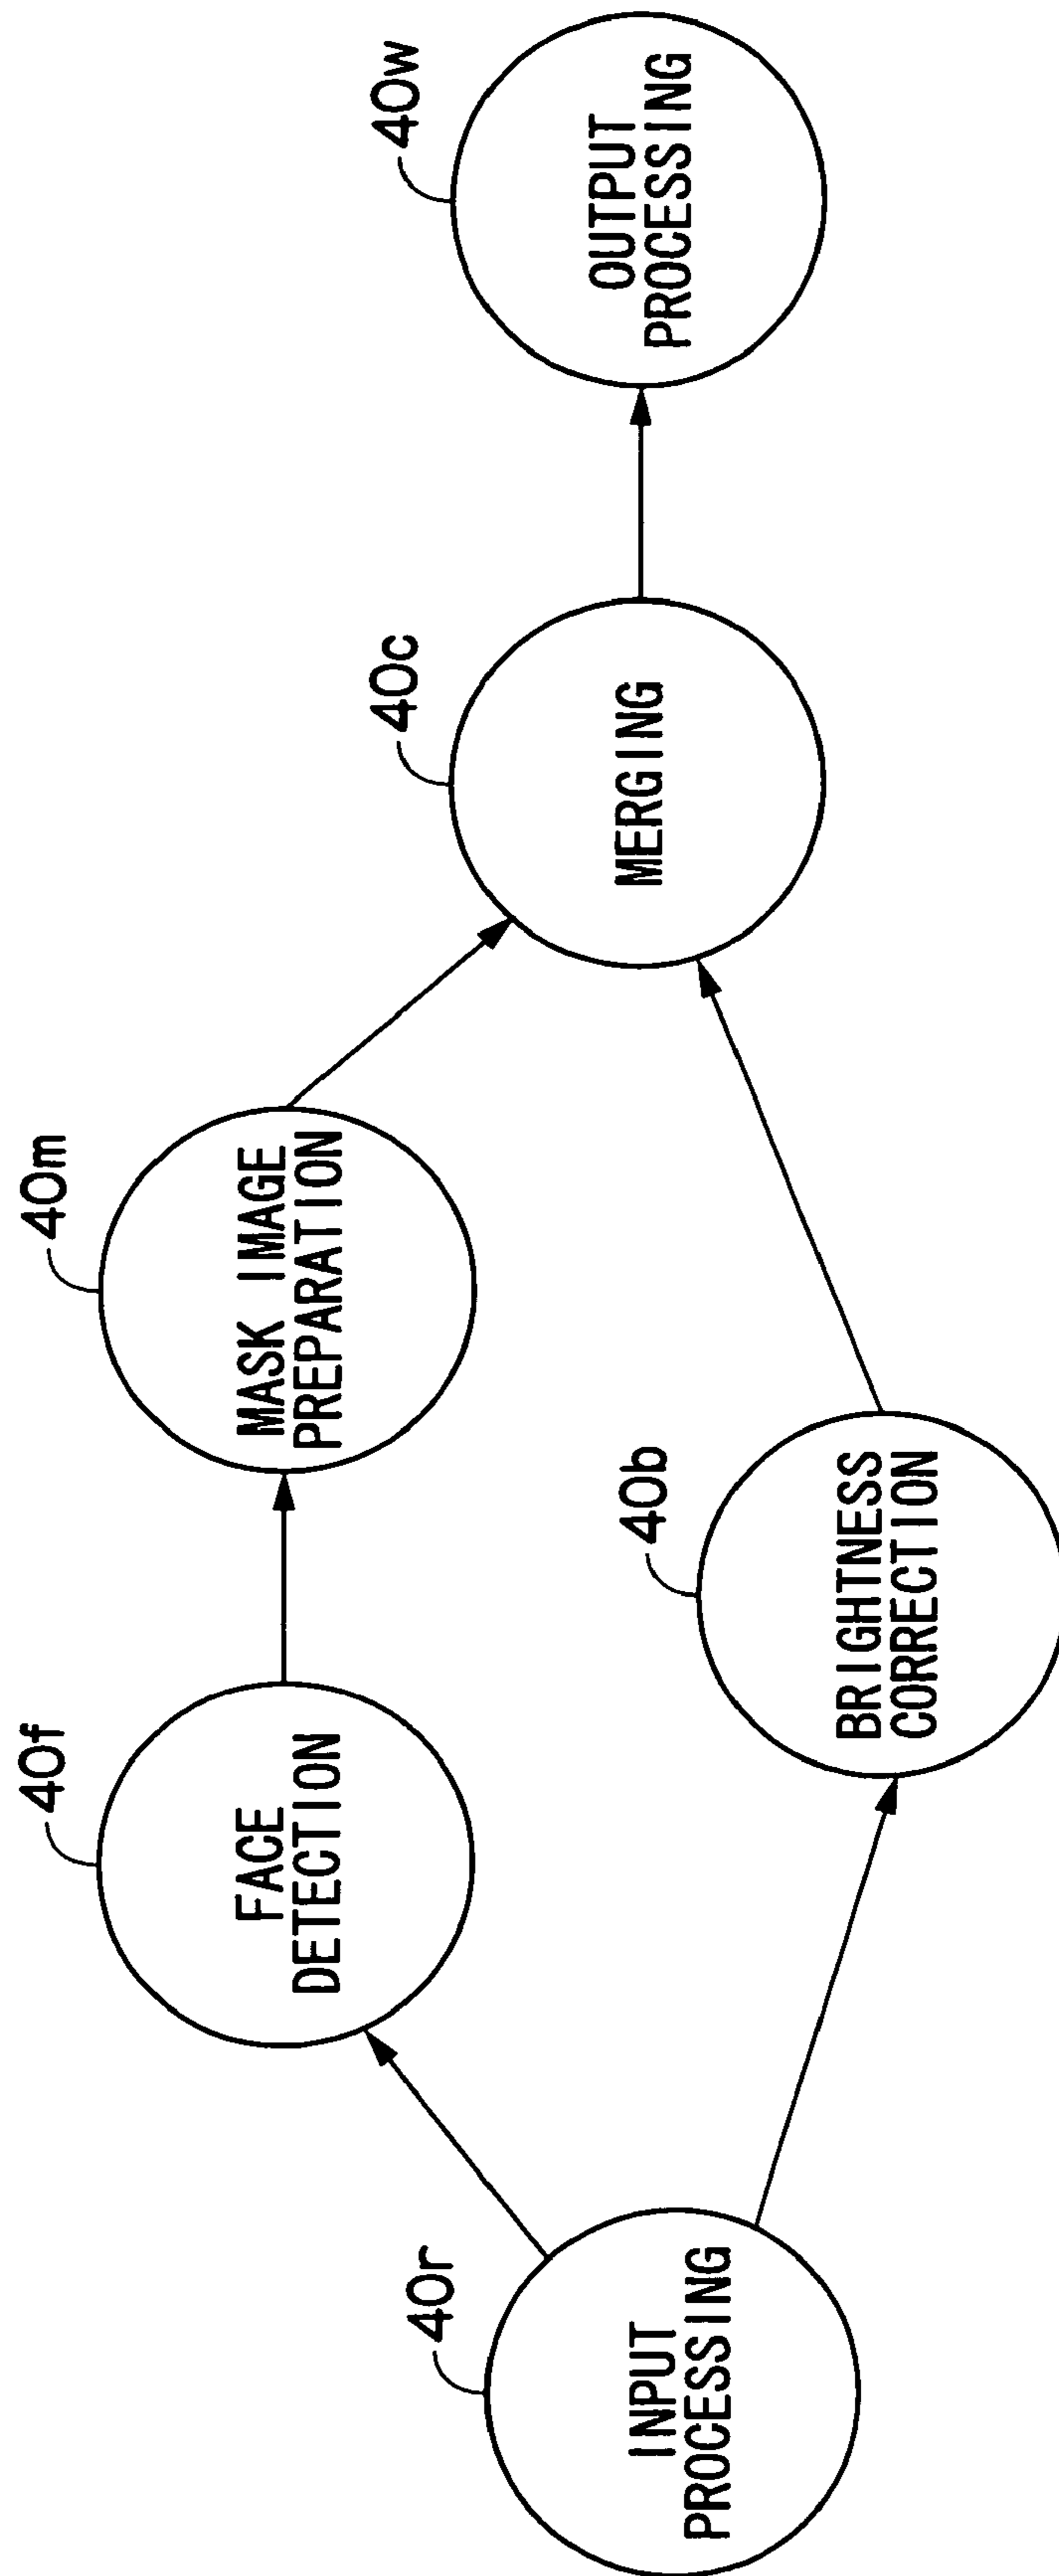 40r
INPUT
PROCESSING
40f
FACE
DETECTION
40m
MASK IMAGE
PREPARATION
40b
BRIGHTNESS
CORRECTION
40c
MERGING
40w
OUTPUT
PROCESSING